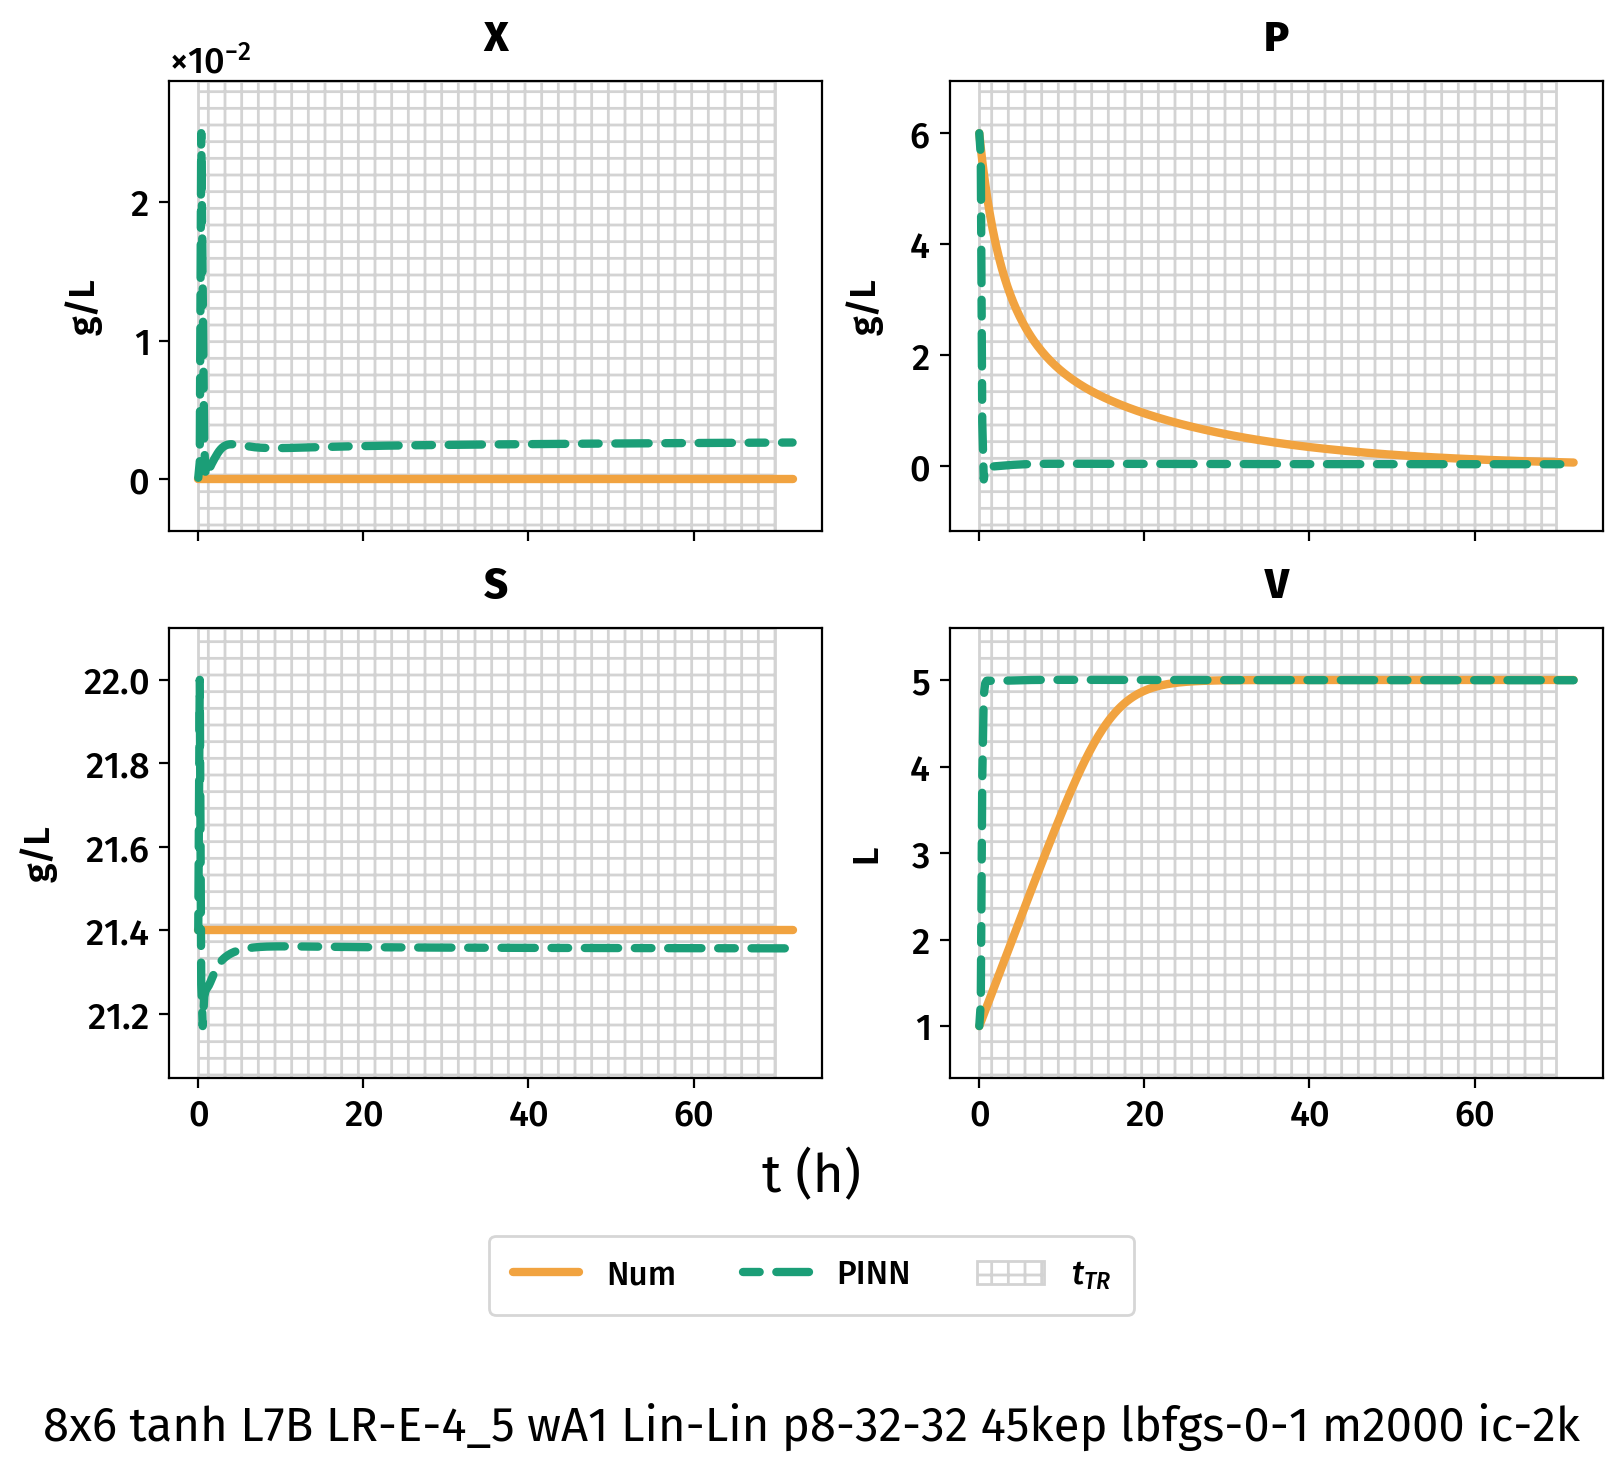 X
×10⁻²
g/L
2
1
0
P
g/L
6
4
2
0
S
g/L
22.0
21.8
21.6
21.4
21.2
0 20 40 60
V
L
5
4
3
2
1
0 20 40 60
t (h)
Num PINN t_TR
8x6 tanh L7B LR-E-4_5 wA1 Lin-Lin p8-32-32 45kep lbfgs-0-1 m2000 ic-2k